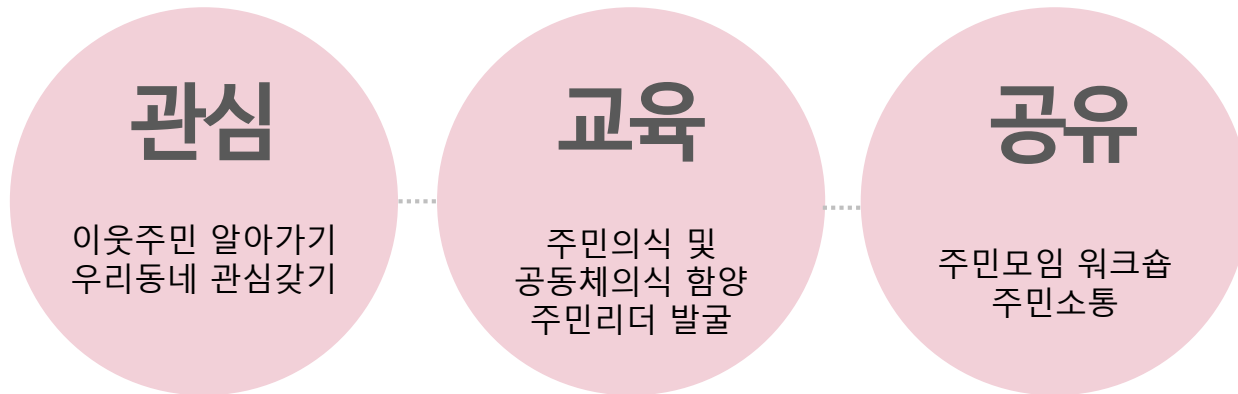 관심
이웃주민 알아가기
우리동네 관심갖기
교육
주민의식 및
공동체의식 함양
주민리더 발굴
공유
주민모임 워크숍
주민소통